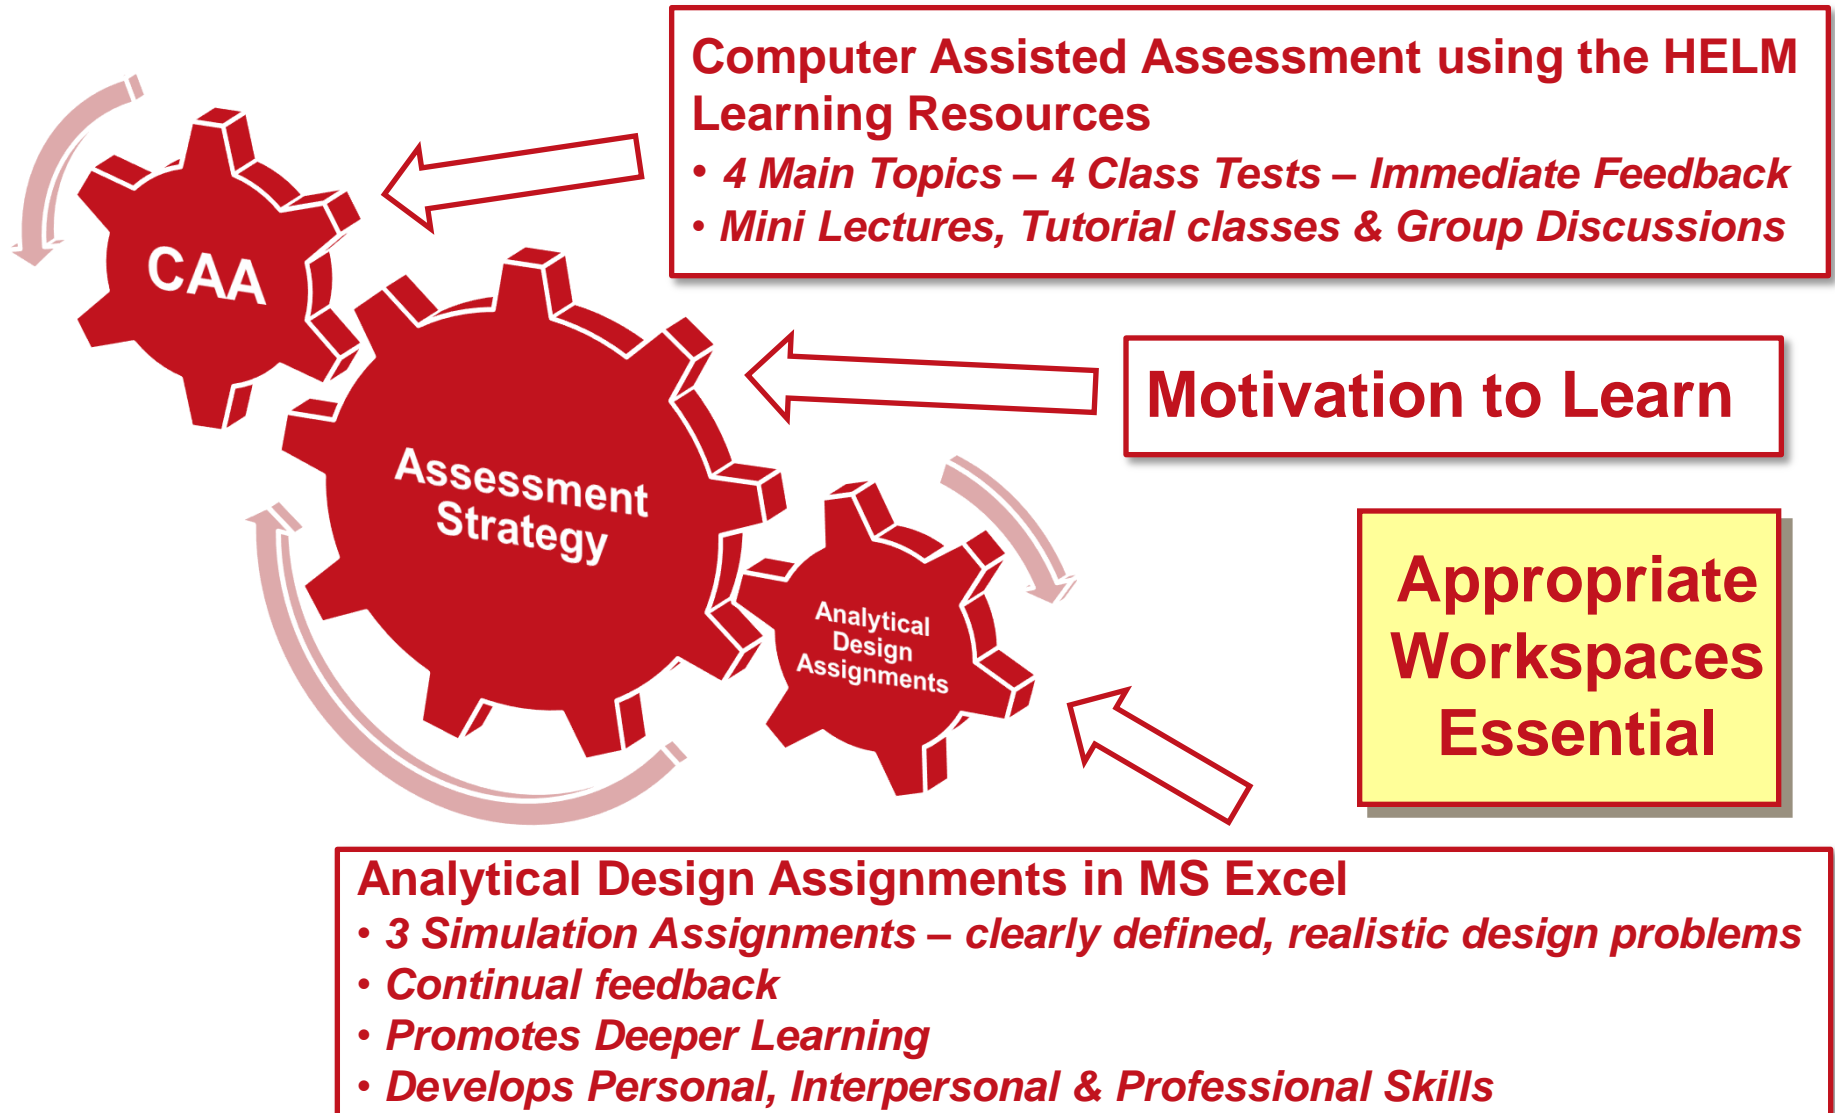 Computer Assisted Assessment using the HELM
Learning Resources
• 4 Main Topics – 4 Class Tests – Immediate Feedback
• Mini Lectures, Tutorial classes & Group Discussions
CAA
Motivation to Learn
Assessment
Strategy
Analytical
Design
Assignments
Appropriate
Workspaces
Essential
Analytical Design Assignments in MS Excel
• 3 Simulation Assignments – clearly defined, realistic design problems
• Continual feedback
• Promotes Deeper Learning
• Develops Personal, Interpersonal & Professional Skills